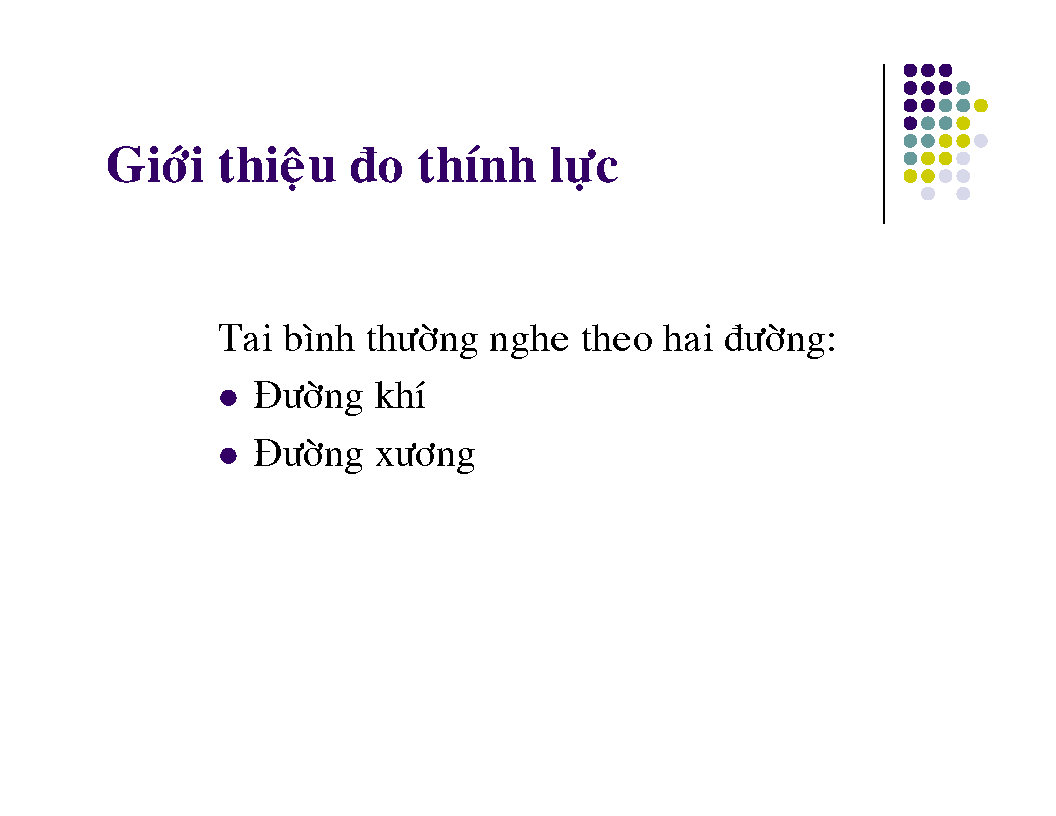 Giới thiệu đo thính lực
Tai bình thường nghe theo hai đường:
Đường khí
Đường xương